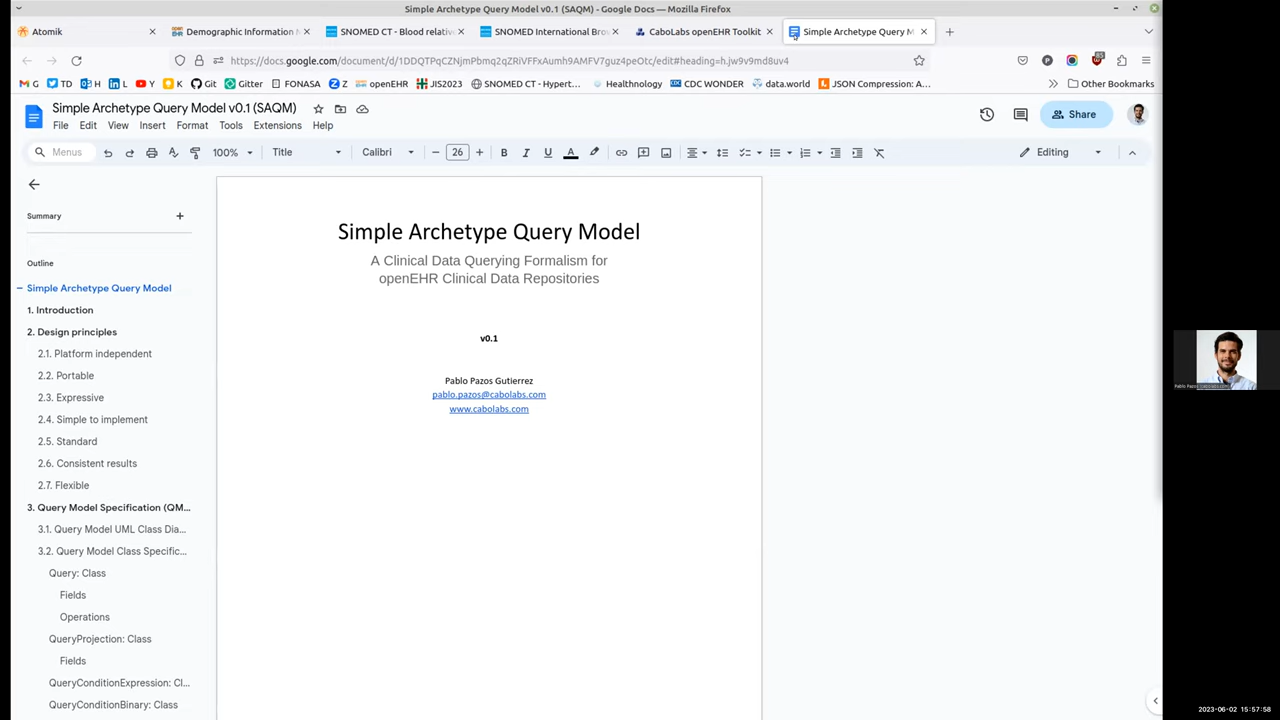 Simple Archetype Query Model v0.1 (SAQM) - Google Docs — Mozilla Firefox
Atomik
Demographic Information M
SNOMED CT - Blood relativ
SNOMED International Bro
CaboLabs openEHR Toolkit
Simple Archetype Query M
https://docs.google.com/document/d/1DDQTPqCZNjmPbmq2qZRiVFFxAumh9AMFV7guz4peOtc/edit#heading=h.jw9v9md8uv4
G
TD
H
L
Y
K
Git
Gitter
FONASA
Z
openEHR
JIS2023
SNOMED CT - Hypert...
Healthnology
CDC WONDER
data.world
JSON Compression: A...
Other Bookmarks
Simple Archetype Query Model v0.1 (SAQM)
File Edit View Insert Format Tools Extensions Help
Share
Menus
100%
Title
Calibri
26
B I U A
Editing
Summary
Outline
Simple Archetype Query Model
1. Introduction
2. Design principles
2.1. Platform independent
2.2. Portable
2.3. Expressive
2.4. Simple to implement
2.5. Standard
2.6. Consistent results
2.7. Flexible
3. Query Model Specification (QM...
3.1. Query Model UML Class Dia...
3.2. Query Model Class Specific...
Query: Class
Fields
Operations
QueryProjection: Class
Fields
QueryConditionExpression: Cl...
QueryConditionBinary: Class
Simple Archetype Query Model
A Clinical Data Querying Formalism for
openEHR Clinical Data Repositories
v0.1
Pablo Pazos Gutierrez
pablo.pazos@cabolabs.com
www.cabolabs.com
2023-06-02 15:57:58